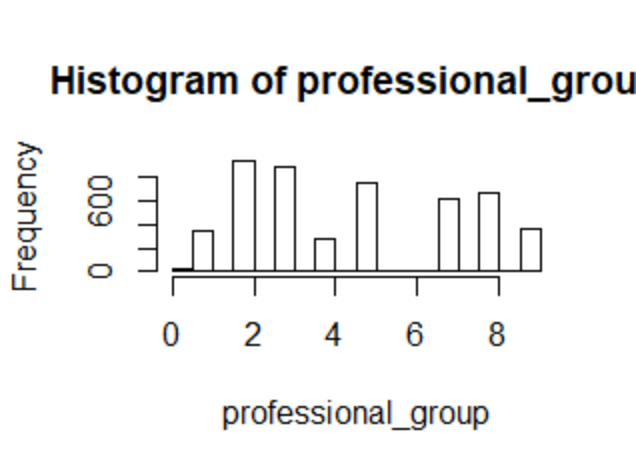 Histogram of professional_grou
Frequency
600
0
0 2 4 6 8
professional_group